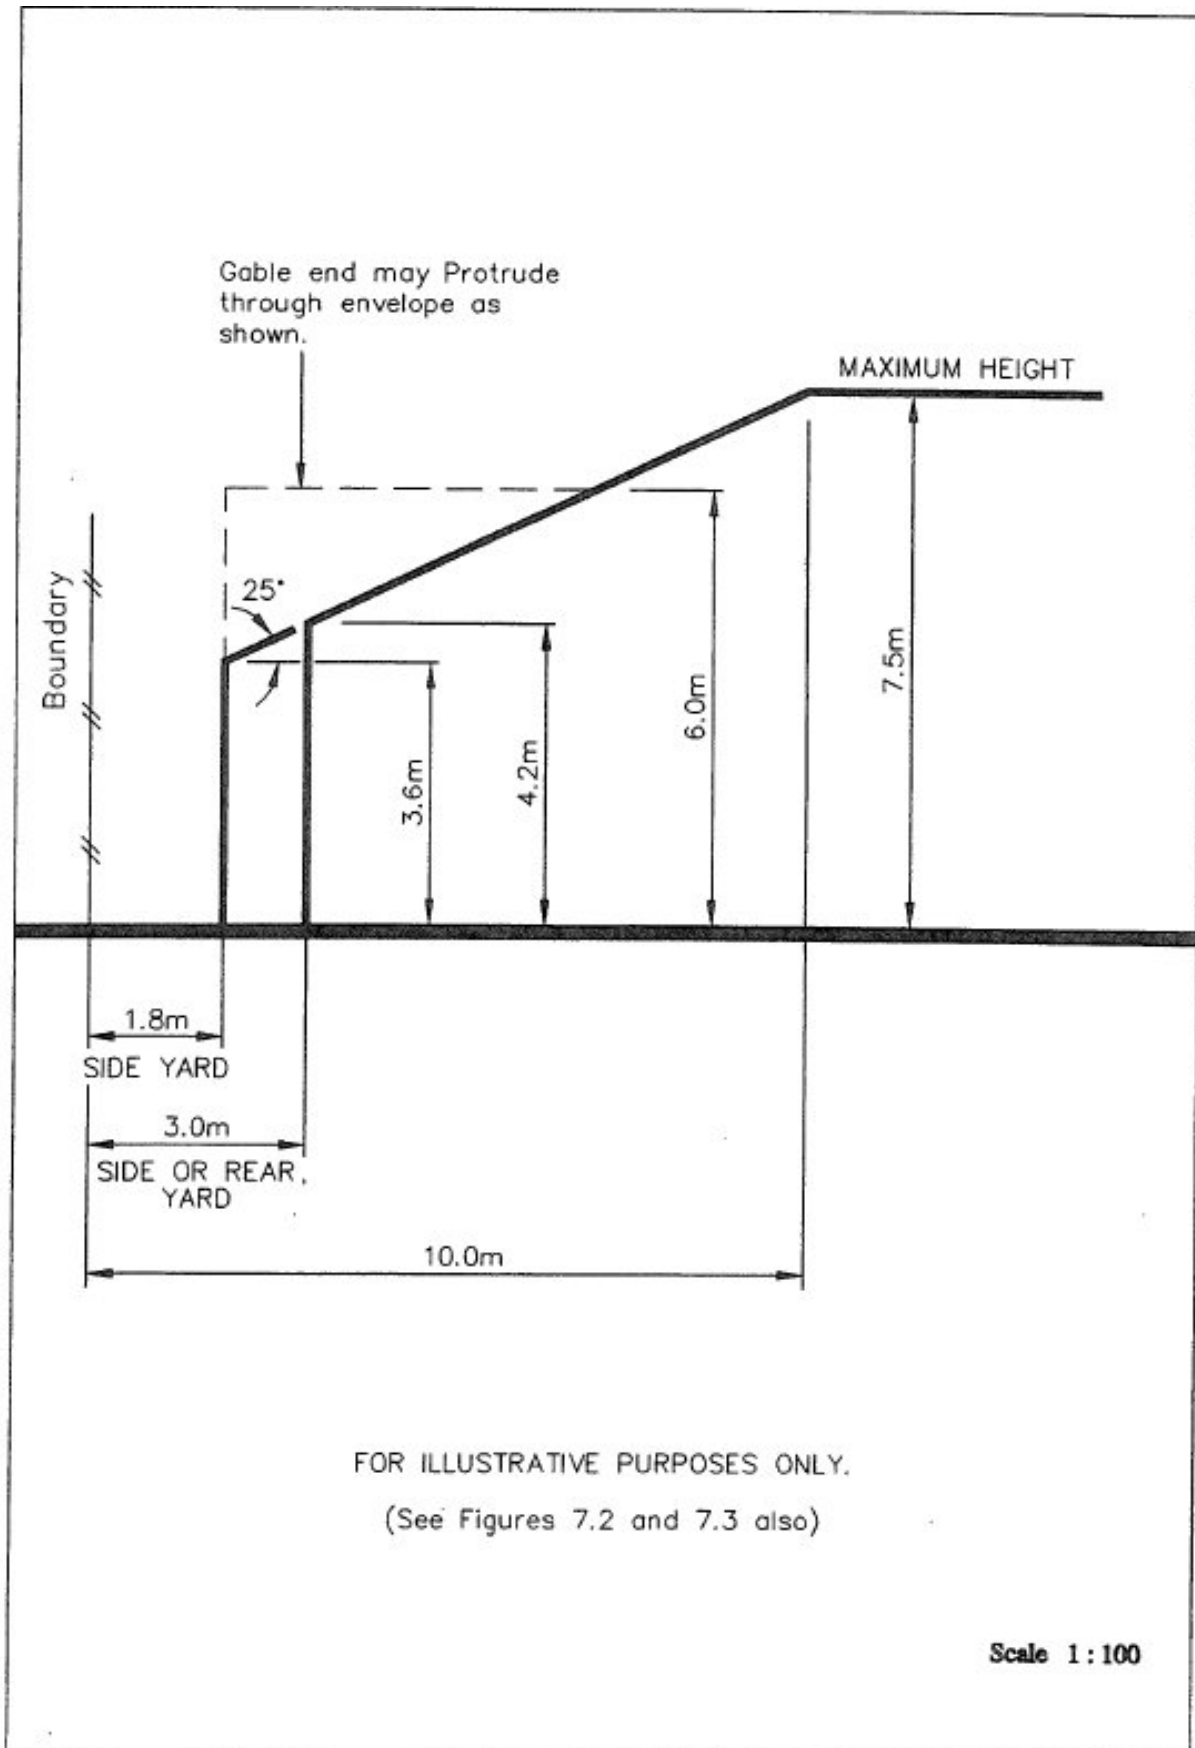 Gable end may Protrude
through envelope as
shown.
MAXIMUM HEIGHT
Boundary
25°
3.6m
4.2m
6.0m
7.5m
1.8m
SIDE YARD
3.0m
SIDE OR REAR
YARD
10.0m
FOR ILLUSTRATIVE PURPOSES ONLY.
(See Figures 7.2 and 7.3 also)
Scale 1:100